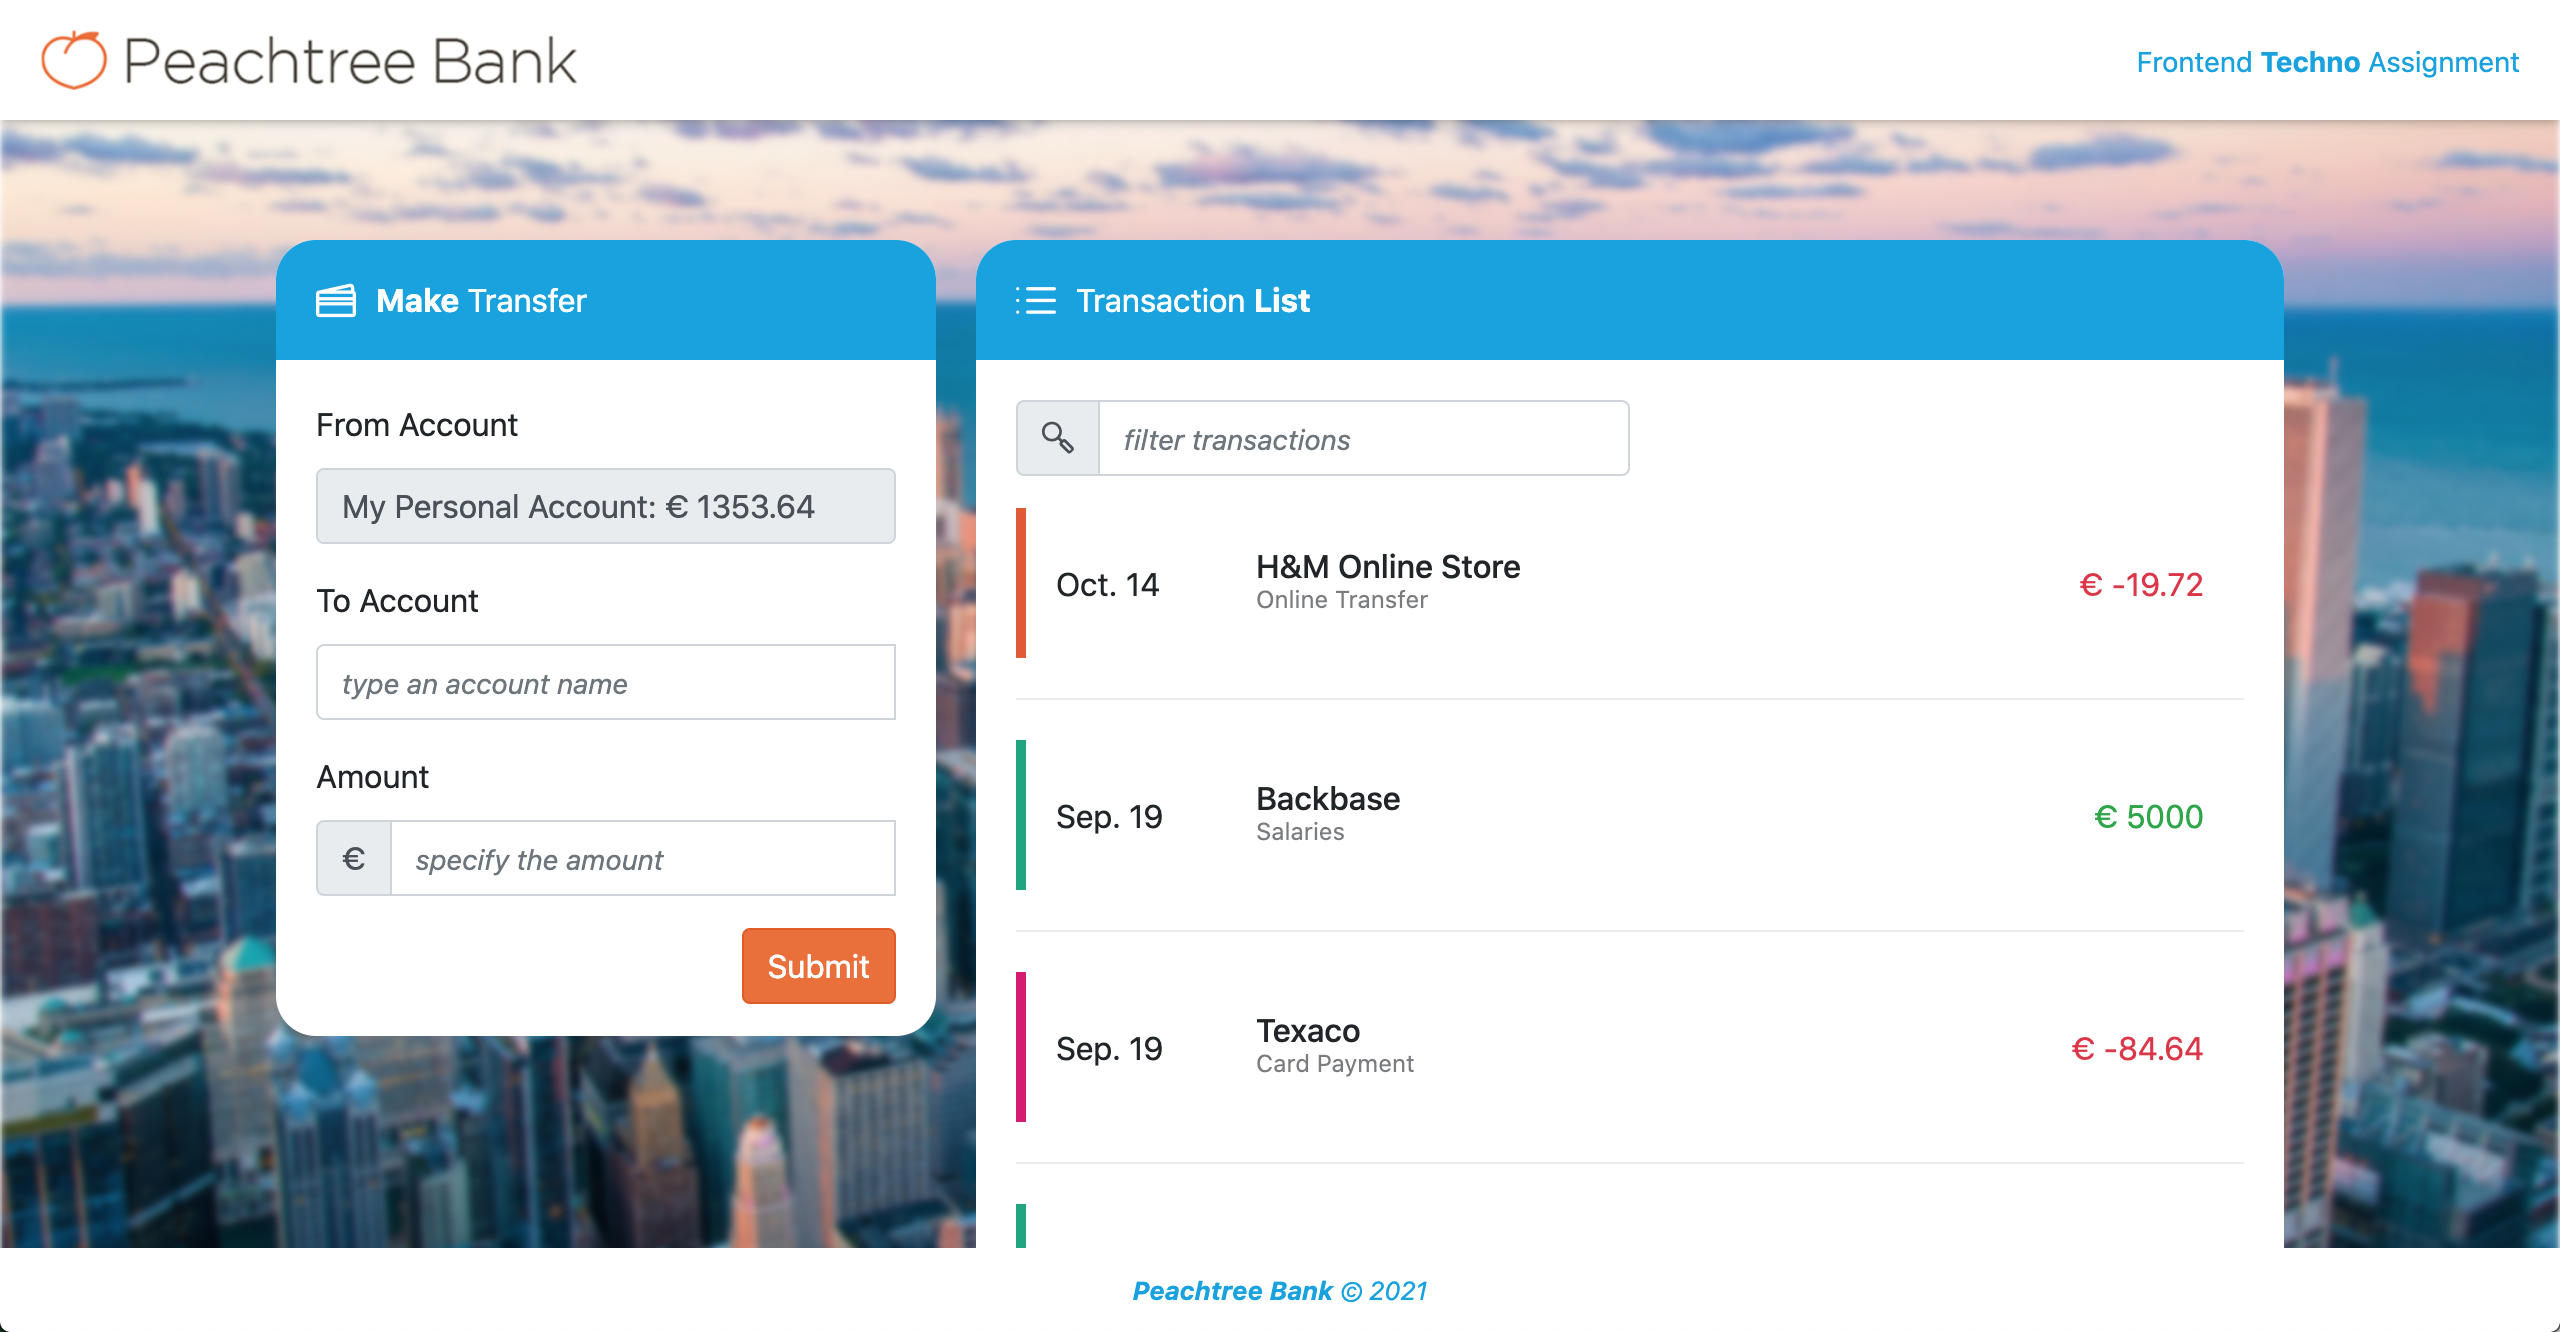 Peachtree Bank
Frontend Techno Assignment
Make Transfer
From Account
My Personal Account: € 1353.64
To Account
type an account name
Amount
€
specify the amount
Submit
Transaction List
filter transactions
Oct. 14
H&M Online Store
Online Transfer
€ -19.72
Sep. 19
Backbase
Salaries
€ 5000
Sep. 19
Texaco
Card Payment
€ -84.64
Peachtree Bank © 2021